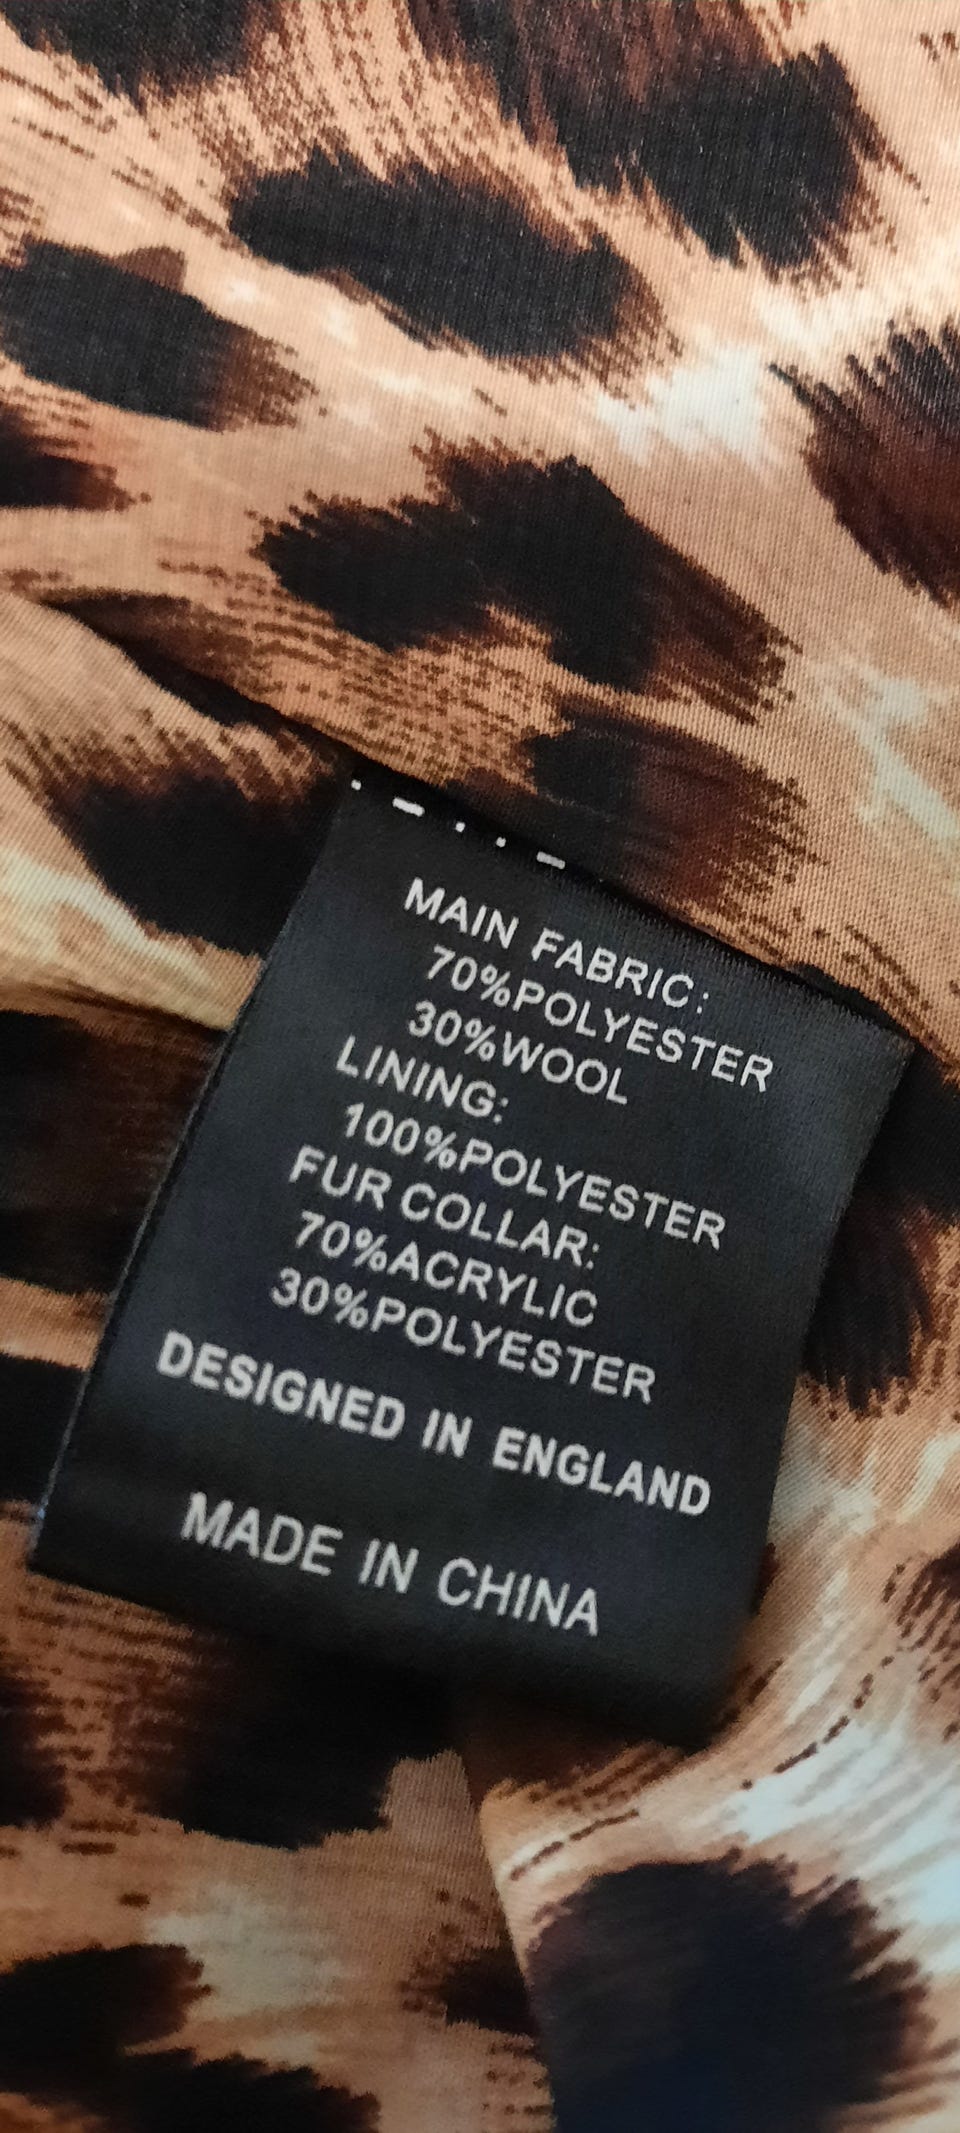 MAIN FABRIC:
70%POLYESTER
30%WOOL
LINING:
100%POLYESTER
FUR COLLAR:
70%ACRYLIC
30%POLYESTER
DESIGNED IN ENGLAND
MADE IN CHINA